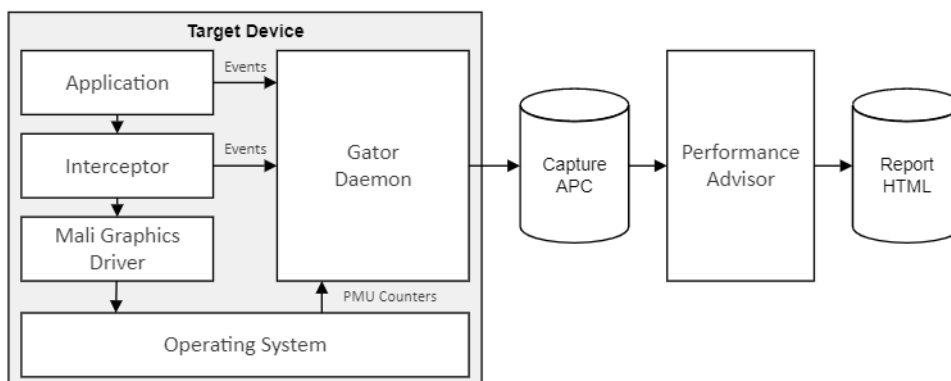 Target Device
Application
Events
Interceptor
Events
Mali Graphics
Driver
Gator
Daemon
PMU Counters
Operating System
Capture
APC
Performance
Advisor
Report
HTML